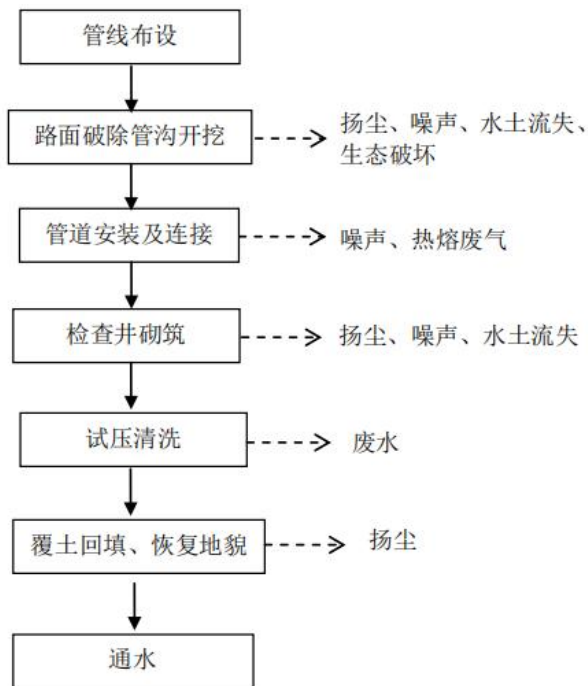 管线布设
路面破除管沟开挖
扬尘、噪声、水土流失、
生态破坏
管道安装及连接
噪声、热熔废气
检查井砌筑
扬尘、噪声、水土流失
试压清洗
废水
覆土回填、恢复地貌
扬尘
通水